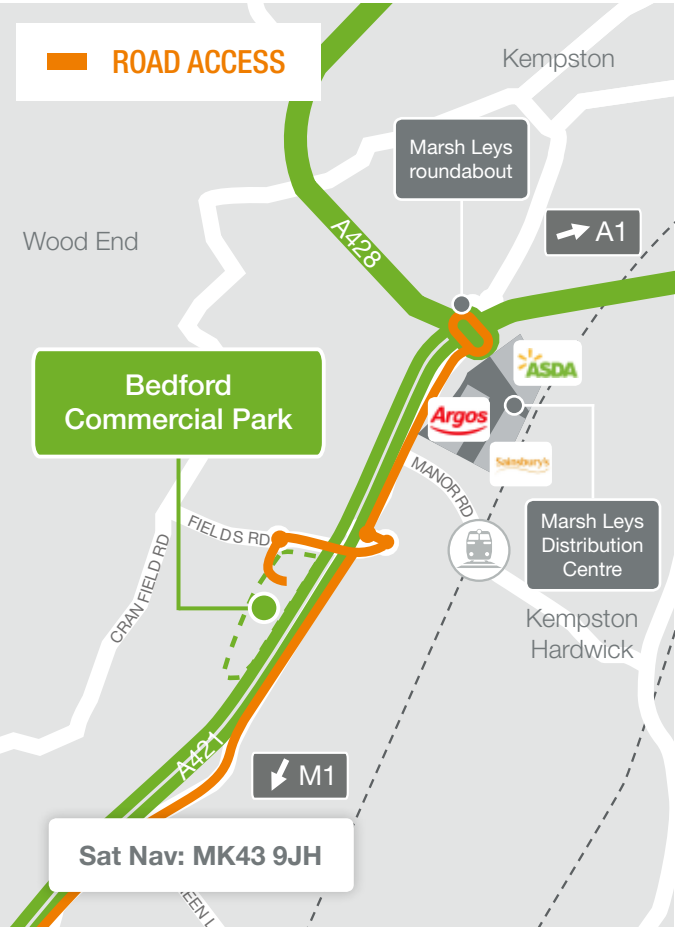 ROAD ACCESS
Kempston
Marsh Leys
roundabout
A1
Wood End
A428
ASDA
Bedford
Commercial Park
Argos
Sainsbury's
MANOR RD
FIELDS RD
Marsh Leys
Distribution
Centre
CRANFIELD RD
Kempston
Hardwick
A421
M1
Sat Nav: MK43 9JH